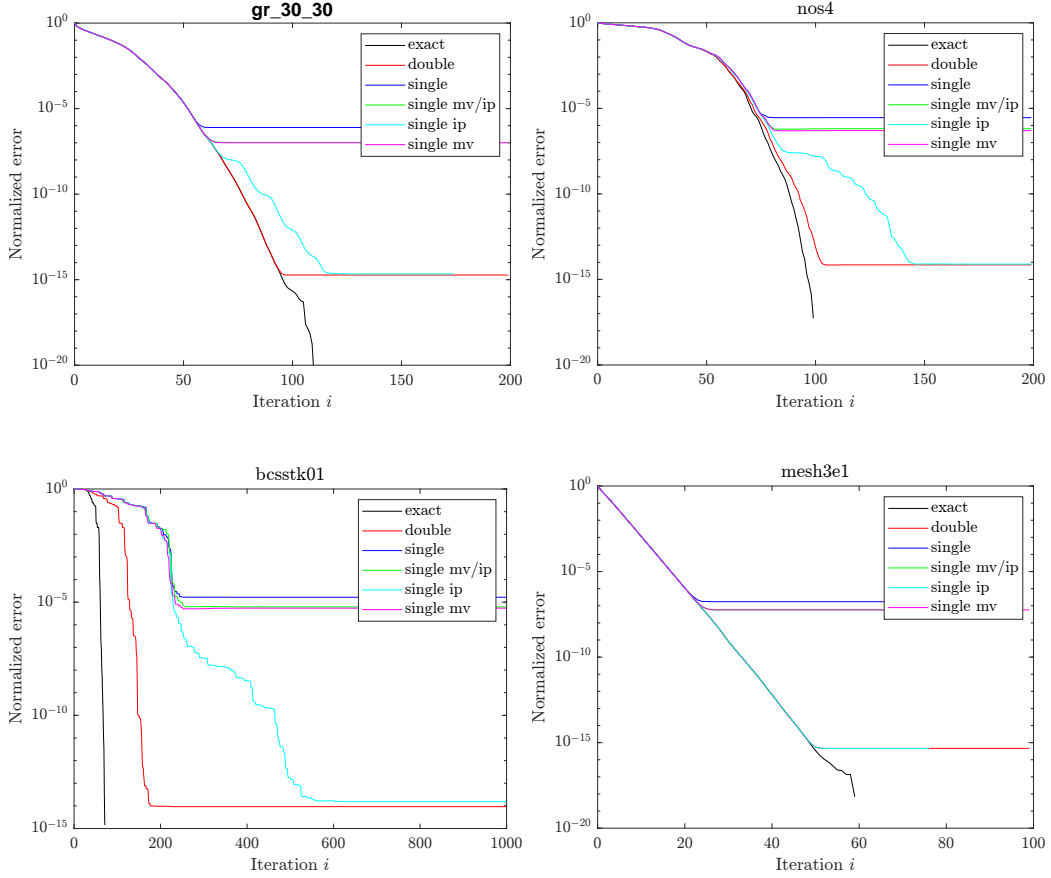 gr_30_30
Normalized error
10^0
10^-5
10^-10
10^-15
10^-20
0 50 100 150 200
Iteration i
exact
double
single
single mv/ip
single ip
single mv
nos4
Normalized error
10^0
10^-5
10^-10
10^-15
10^-20
0 50 100 150 200
Iteration i
exact
double
single
single mv/ip
single ip
single mv
bcsstk01
Normalized error
10^0
10^-5
10^-10
10^-15
0 200 400 600 800 1000
Iteration i
exact
double
single
single mv/ip
single ip
single mv
mesh3e1
Normalized error
10^0
10^-5
10^-10
10^-15
10^-20
0 20 40 60 80 100
Iteration i
exact
double
single
single mv/ip
single ip
single mv